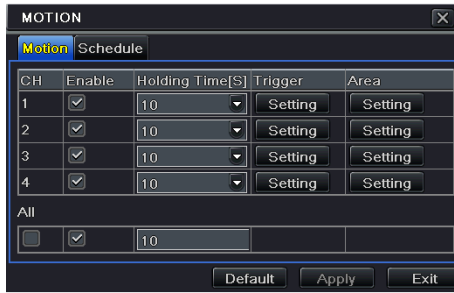 MOTION
Motion Schedule
CH Enable Holding Time[S] Trigger Area
1 10 Setting Setting
2 10 Setting Setting
3 10 Setting Setting
4 10 Setting Setting
All
10
Default Apply Exit